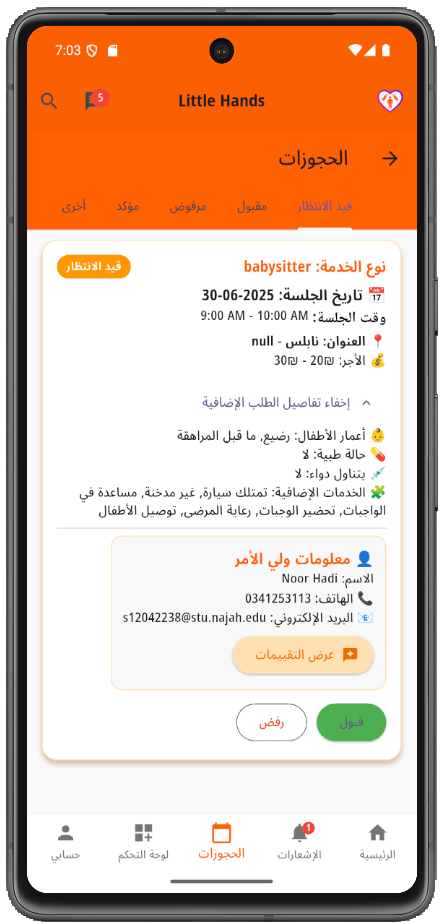 7:03
5
Little Hands
الحجوزات
قيد الانتظار
مقبول
مرفوض
مؤكد
أخرى
نوع الخدمة: babysitter
قيد الانتظار
تاريخ الجلسة: 2025-06-30
وقت الجلسة: 9:00 AM - 10:00 AM
العنوان: نابلس - null
الأجر: ₪20 - ₪30
إخفاء تفاصيل الطلب الإضافية
أعمار الأطفال: رضيع, ما قبل المراهقة
حالة طبية: لا
يتناول دواء: لا
الخدمات الإضافية: تمتلك سيارة, غير مدخنة, مساعدة في
الواجبات, تحضير الوجبات, رعاية المرضى, توصيل الأطفال
معلومات ولي الأمر
الاسم: Noor Hadi
الهاتف: 0341253113
البريد الإلكتروني: s12042238@stu.najah.edu
عرض التقييمات
قبول
رفض
الرئيسية
1
الإشعارات
الحجوزات
لوحة التحكم
حسابي